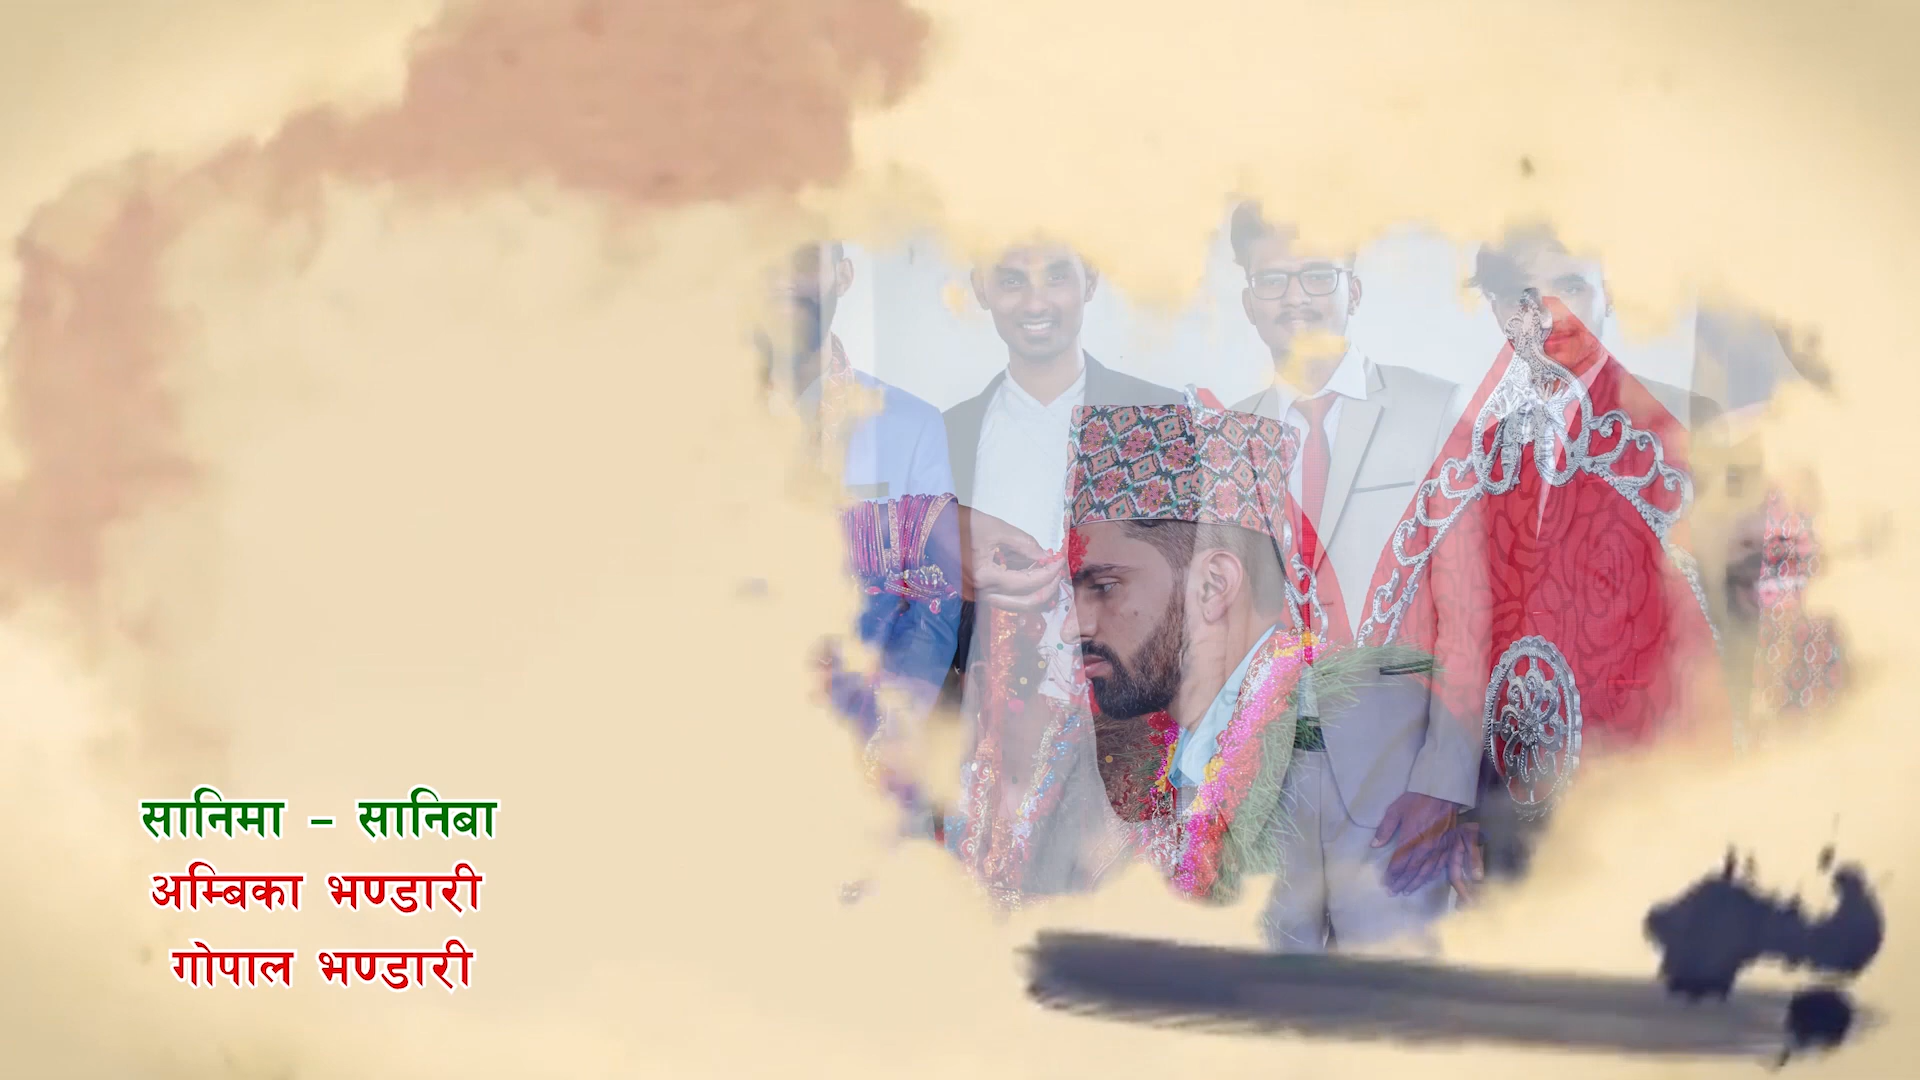 सानिमा – सानिबा
अम्बिका भण्डारी
गोपाल भण्डारी